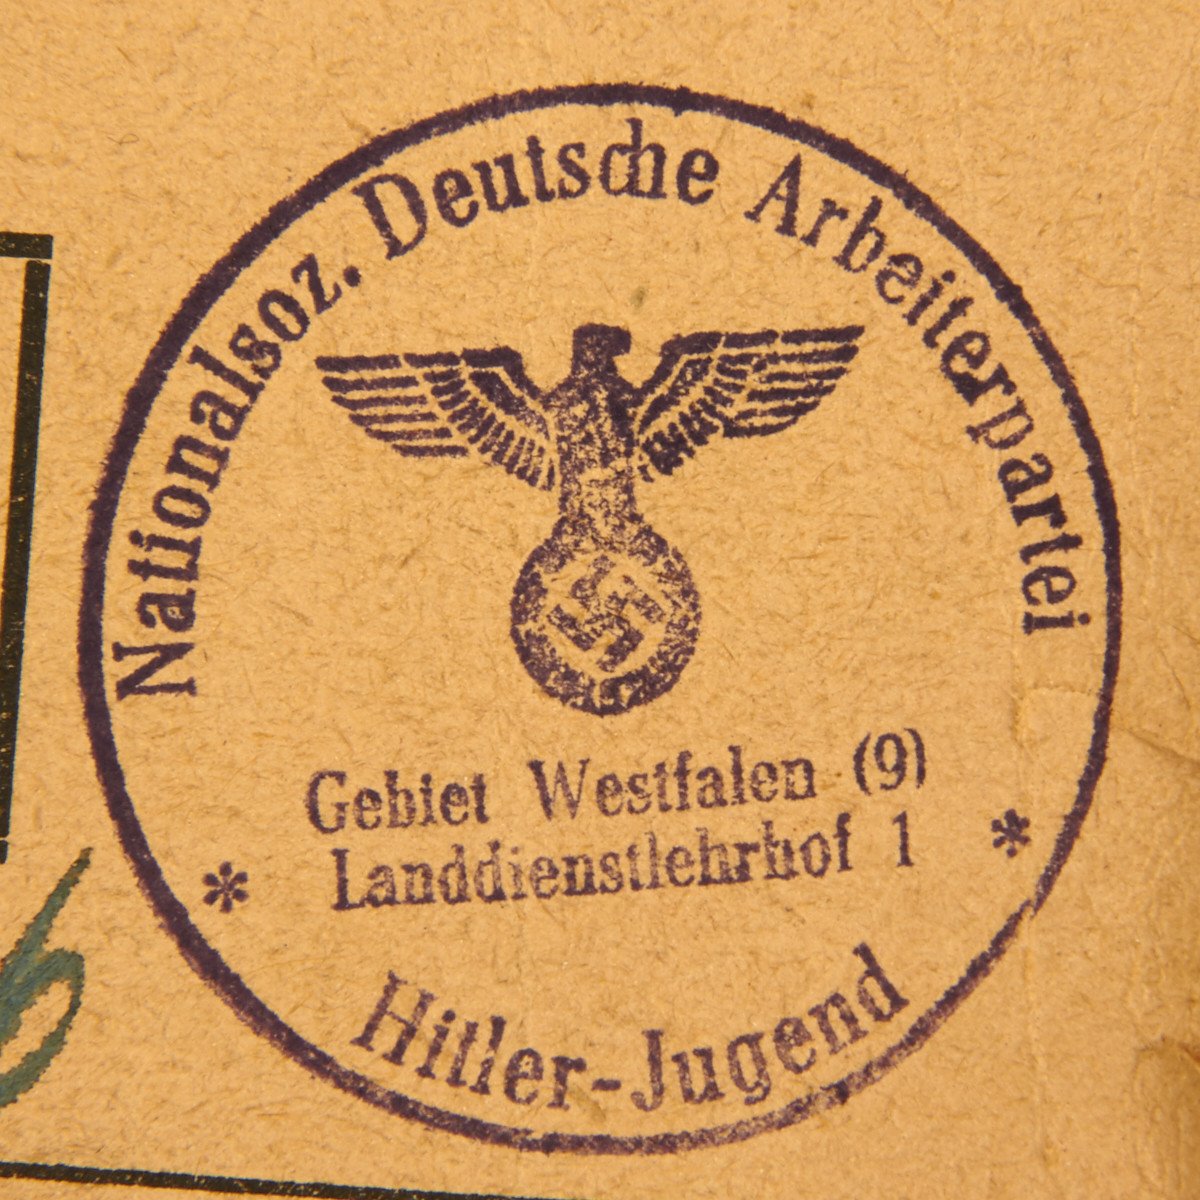 Nationalsoz. Deutsche Arbeiterpartei
Gebiet Westfalen (9)
Landdienstlehrhof 1
* Hitler-Jugend *